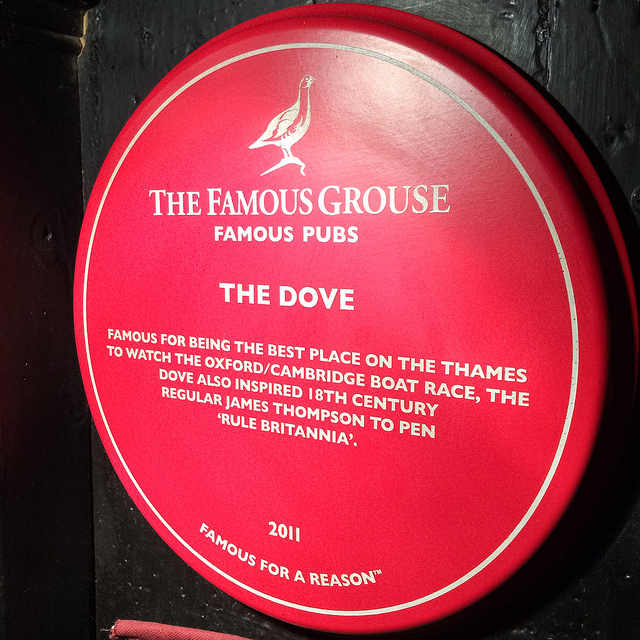 THE FAMOUS GROUSE
FAMOUS PUBS
THE DOVE
FAMOUS FOR BEING THE BEST PLACE ON THE THAMES
TO WATCH THE OXFORD/CAMBRIDGE BOAT RACE, THE
DOVE ALSO INSPIRED 18TH CENTURY
REGULAR JAMES THOMPSON TO PEN
'RULE BRITANNIA'.
2011
FAMOUS FOR A REASON™